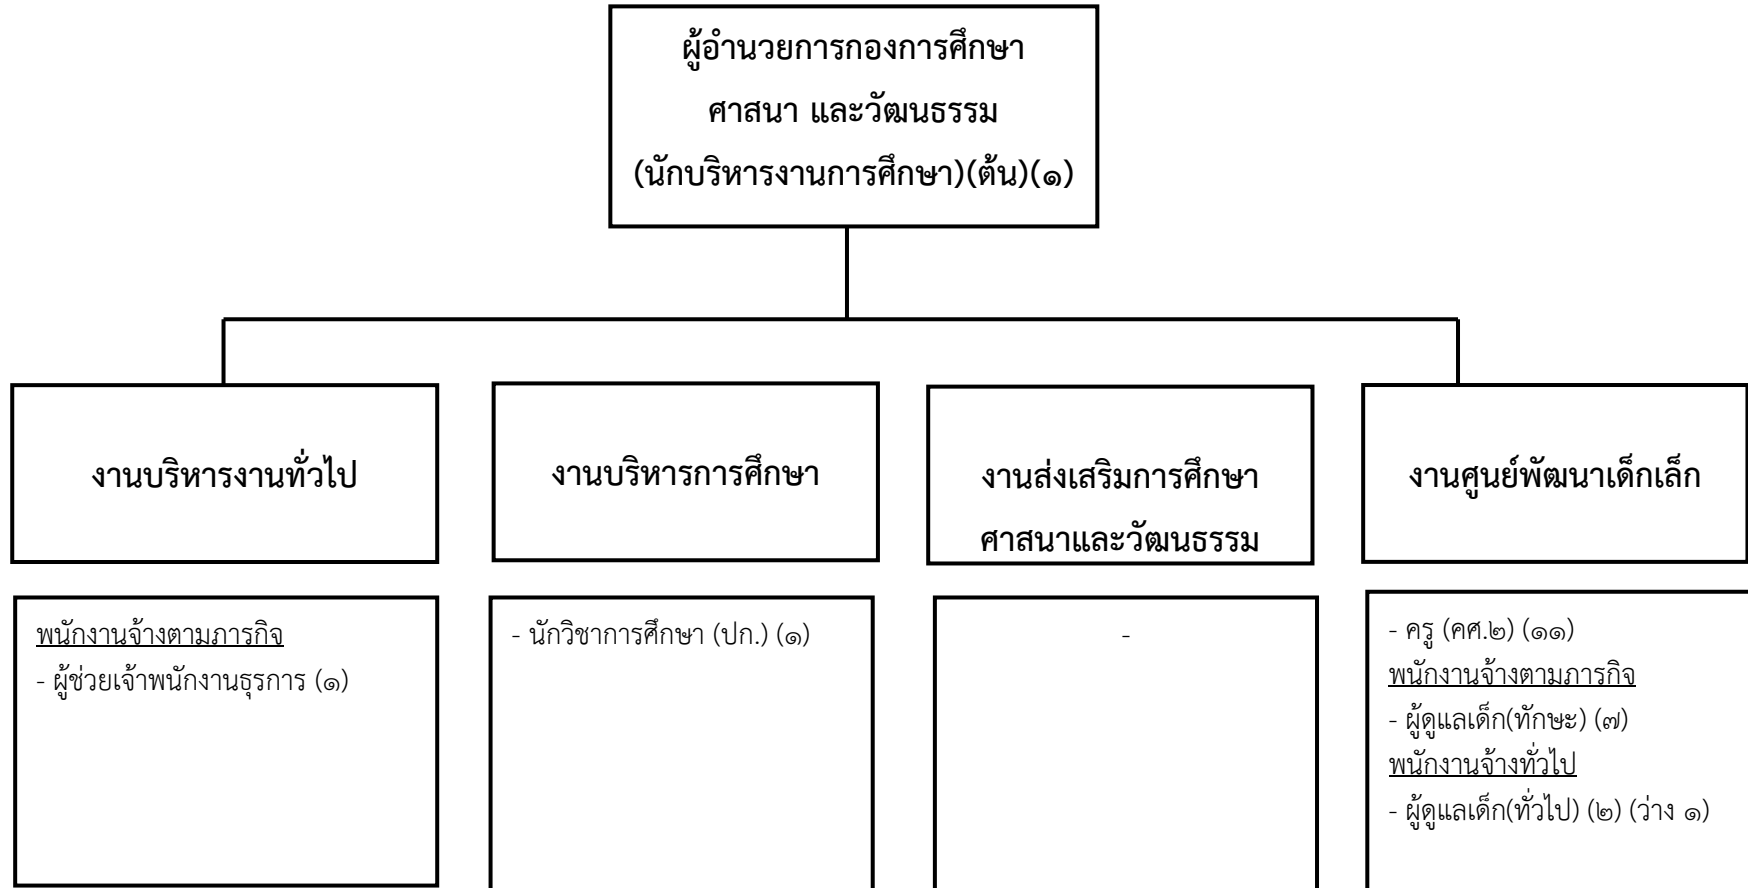 ผู้อำนวยการกองการศึกษา
ศาสนา และวัฒนธรรม
(นักบริหารงานการศึกษา)(ต้น)(๑)
งานบริหารงานทั่วไป
งานบริหารการศึกษา
งานส่งเสริมการศึกษา
ศาสนาและวัฒนธรรม
งานศูนย์พัฒนาเด็กเล็ก
พนักงานจ้างตามภารกิจ
- ผู้ช่วยเจ้าพนักงานธุรการ (๑)
- นักวิชาการศึกษา (ปก.) (๑)
-
- ครู (คศ.๒) (๑๑)
พนักงานจ้างตามภารกิจ
- ผู้ดูแลเด็ก(ทักษะ) (๗)
พนักงานจ้างทั่วไป
- ผู้ดูแลเด็ก(ทั่วไป) (๒) (ว่าง ๑)